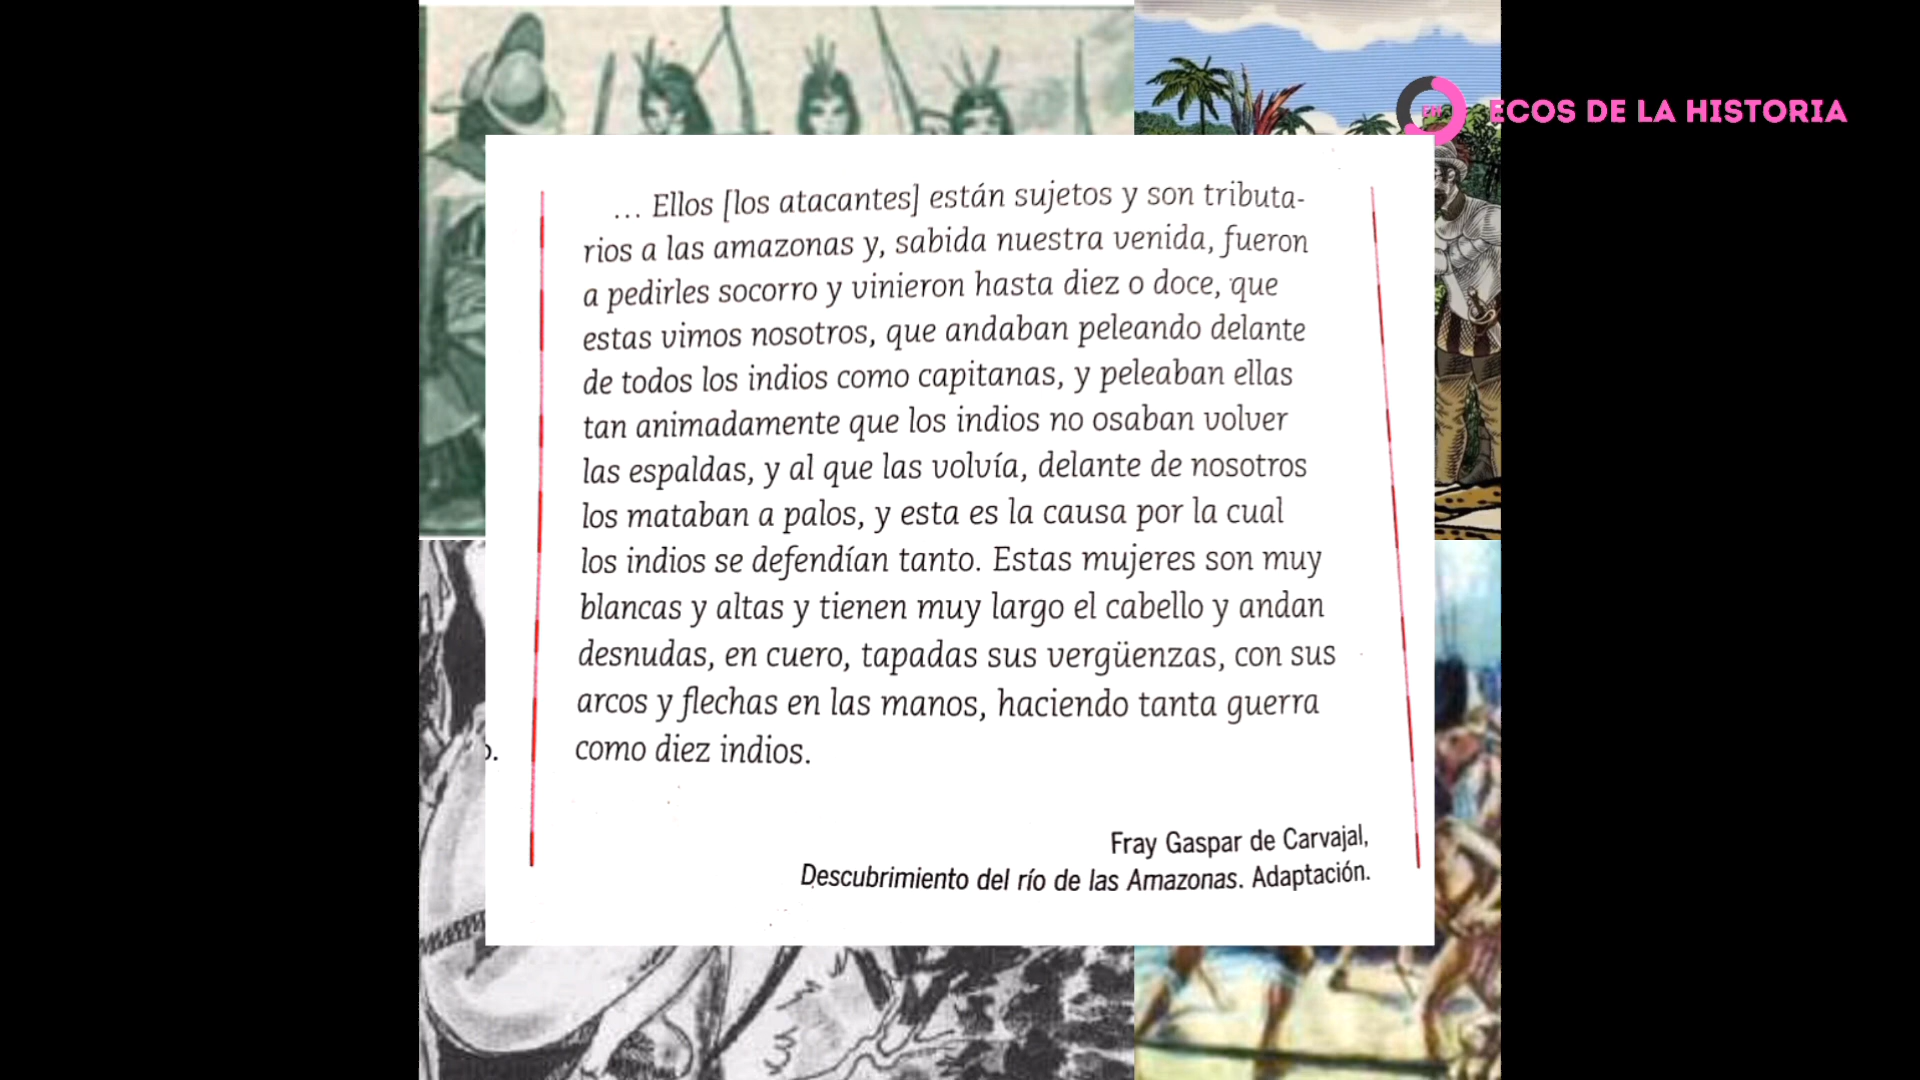 EH ECOS DE LA HISTORIA
... Ellos [los atacantes] están sujetos y son tributa-
rios a las amazonas y, sabida nuestra venida, fueron
a pedirles socorro y vinieron hasta diez o doce, que
estas vimos nosotros, que andaban peleando delante
de todos los indios como capitanas, y peleaban ellas
tan animadamente que los indios no osaban volver
las espaldas, y al que las volvía, delante de nosotros
los mataban a palos, y esta es la causa por la cual
los indios se defendían tanto. Estas mujeres son muy
blancas y altas y tienen muy largo el cabello y andan
desnudas, en cuero, tapadas sus vergüenzas, con sus
arcos y flechas en las manos, haciendo tanta guerra
como diez indios.
Fray Gaspar de Carvajal,
Descubrimiento del río de las Amazonas. Adaptación.